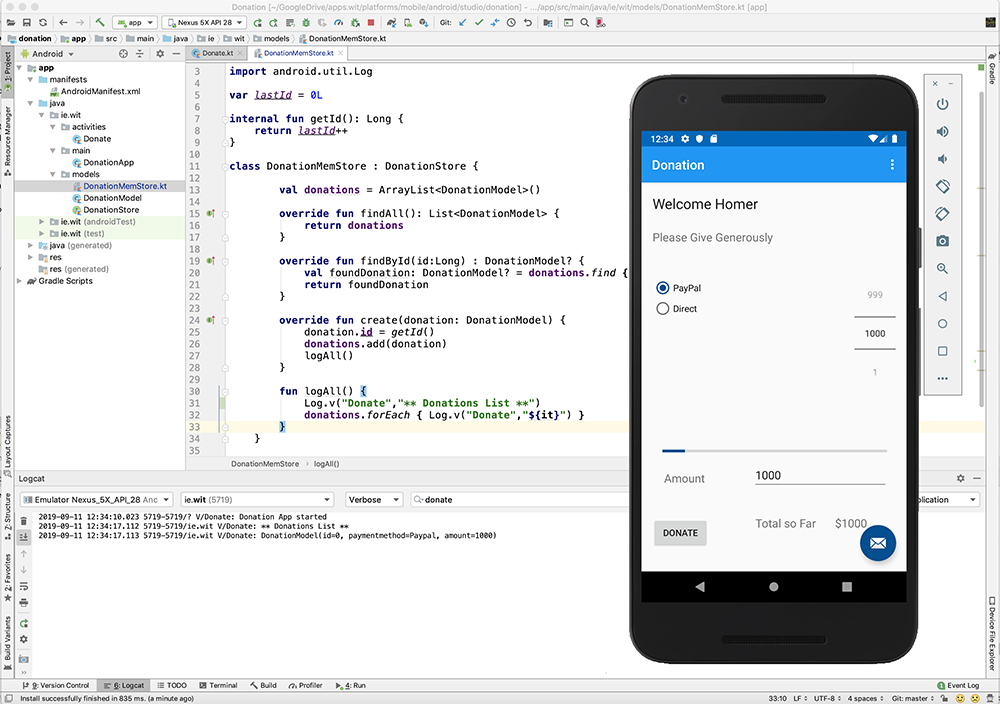 Donation [~/GoogleDrive/apps.wit/platforms/mobile/android/studio/donation] - .../app/src/main/java/ie/wit/models/DonationMemStore.kt [app]
app
Nexus 5X API 28
Git:
donation
app
src
main
java
ie
wit
models
DonationMemStore.kt
Android
Donate.kt
DonationMemStore.kt
1: Project
Resource Manager
Layout Captures
Z: Structure
2: Favorites
Build Variants
app
manifests
AndroidManifest.xml
java
ie.wit
activities
Donate
main
DonationApp
models
DonationMemStore.kt
DonationModel
DonationStore
ie.wit (androidTest)
ie.wit (test)
java (generated)
res
res (generated)
Gradle Scripts
3 import android.util.Log
4
5 var lastId = 0L
6
7 internal fun getId(): Long {
8 return lastId++
9 }
10
11 class DonationMemStore : DonationStore {
12
13 val donations = ArrayList<DonationModel>()
14
15 override fun findAll(): List<DonationModel> {
16 return donations
17 }
18
19 override fun findById(id:Long) : DonationModel? {
20 val foundDonation: DonationModel? = donations.find {
21 return foundDonation
22 }
23
24 override fun create(donation: DonationModel) {
25 donation.id = getId()
26 donations.add(donation)
27 logAll()
28 }
29
30 fun logAll() {
31 Log.v("Donate","** Donations List **")
32 donations.forEach { Log.v("Donate","${it}") }
33 }
34 }
35
DonationMemStore
logAll()
12:34
Donation
Welcome Homer
Please Give Generously
PayPal
Direct
999
1000
1
Amount
1000
DONATE
Total so Far
$1000
Gradle
Device File Explorer
Logcat
Emulator Nexus_5X_API_28 Anc
ie.wit (5719)
Verbose
donate
plication
2019-09-11 12:34:10.023 5719-5719/? V/Donate: Donation App started
2019-09-11 12:34:17.112 5719-5719/ie.wit V/Donate: ** Donations List **
2019-09-11 12:34:17.113 5719-5719/ie.wit V/Donate: DonationModel(id=0, paymentmethod=Paypal, amount=1000)
9: Version Control
6: Logcat
TODO
Terminal
Build
Profiler
4: Run
Event Log
Install successfully finished in 835 ms. (a minute ago)
33:10
LF
UTF-8
4 spaces
Git: master